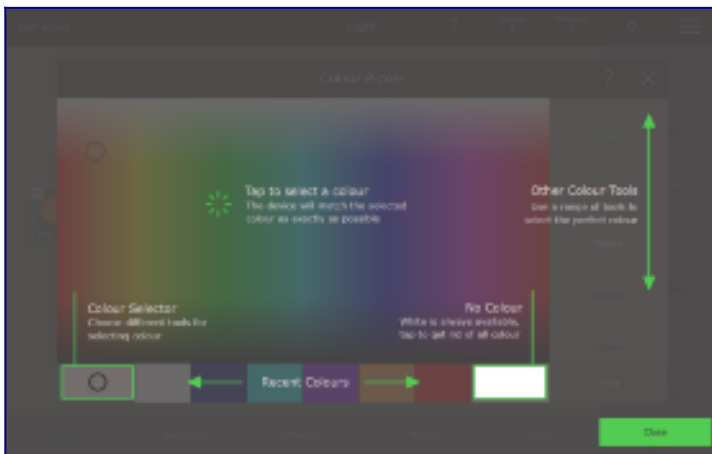 Light ?
Colour Picker ?
Tap to select a colour
The device will match the selected
colour as exactly as possible
Other Colour Tools
Use a range of tools to
select the perfect colour
Colour Selector
Choose different tools for
selecting colour
No Colour
White is always available,
tap to get rid of all colour
Recent Colours
Close